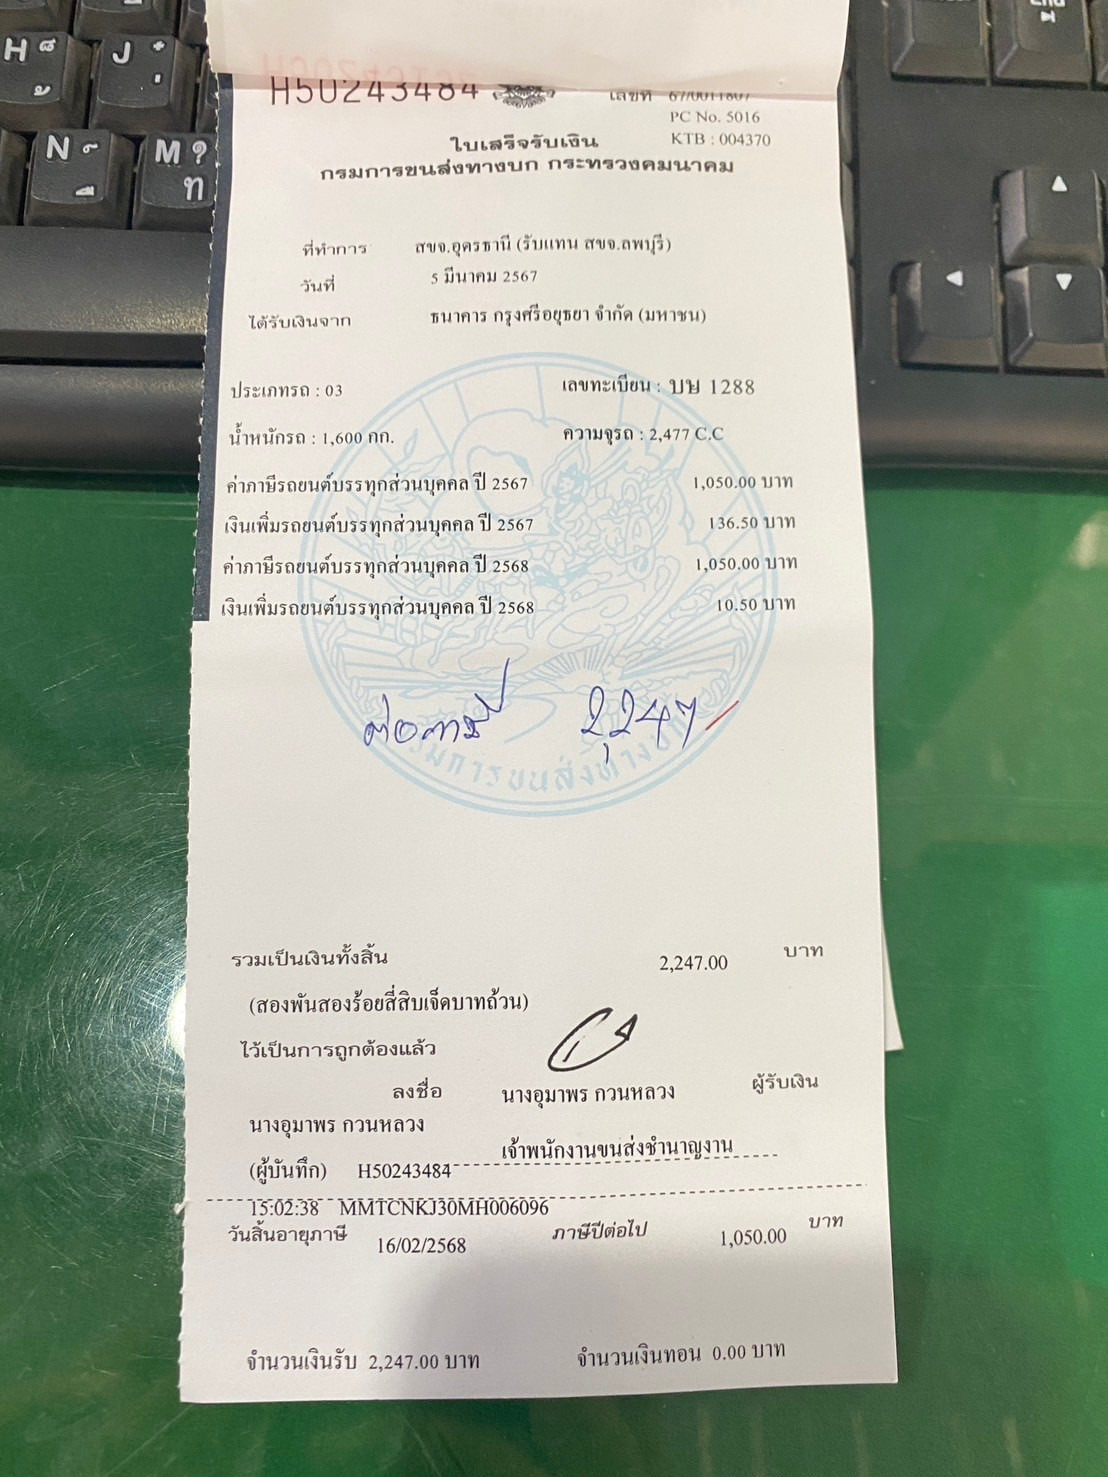 H50243484 เลขที่ 67/0011807
PC No. 5016
KTB : 004370
ใบเสร็จรับเงิน
กรมการขนส่งทางบก กระทรวงคมนาคม
ที่ทำการ สขจ.อุดรธานี (รับแทน สขจ.ลพบุรี)
วันที่ 5 มีนาคม 2567
ได้รับเงินจาก ธนาคาร กรุงศรีอยุธยา จำกัด (มหาชน)
ประเภทรถ : 03 เลขทะเบียน : บษ 1288
น้ำหนักรถ : 1,600 กก. ความจุรถ : 2,477 C.C
ค่าภาษีรถยนต์บรรทุกส่วนบุคคล ปี 2567 1,050.00 บาท
เงินเพิ่มรถยนต์บรรทุกส่วนบุคคล ปี 2567 136.50 บาท
ค่าภาษีรถยนต์บรรทุกส่วนบุคคล ปี 2568 1,050.00 บาท
เงินเพิ่มรถยนต์บรรทุกส่วนบุคคล ปี 2568 10.50 บาท
ต่อภาษี 2,247
กรมการขนส่งทางบก
รวมเป็นเงินทั้งสิ้น 2,247.00 บาท
(สองพันสองร้อยสี่สิบเจ็ดบาทถ้วน)
ไว้เป็นการถูกต้องแล้ว
ลงชื่อ นางอุมาพร กวนหลวง ผู้รับเงิน
นางอุมาพร กวนหลวง
เจ้าพนักงานขนส่งชำนาญงาน
(ผู้บันทึก) H50243484
15:02:38 MMTCNKJ30MH006096
วันสิ้นอายุภาษี 16/02/2568 ภาษีปีต่อไป 1,050.00 บาท
จำนวนเงินรับ 2,247.00 บาท จำนวนเงินทอน 0.00 บาท
H ๘ J
N M ?
ท